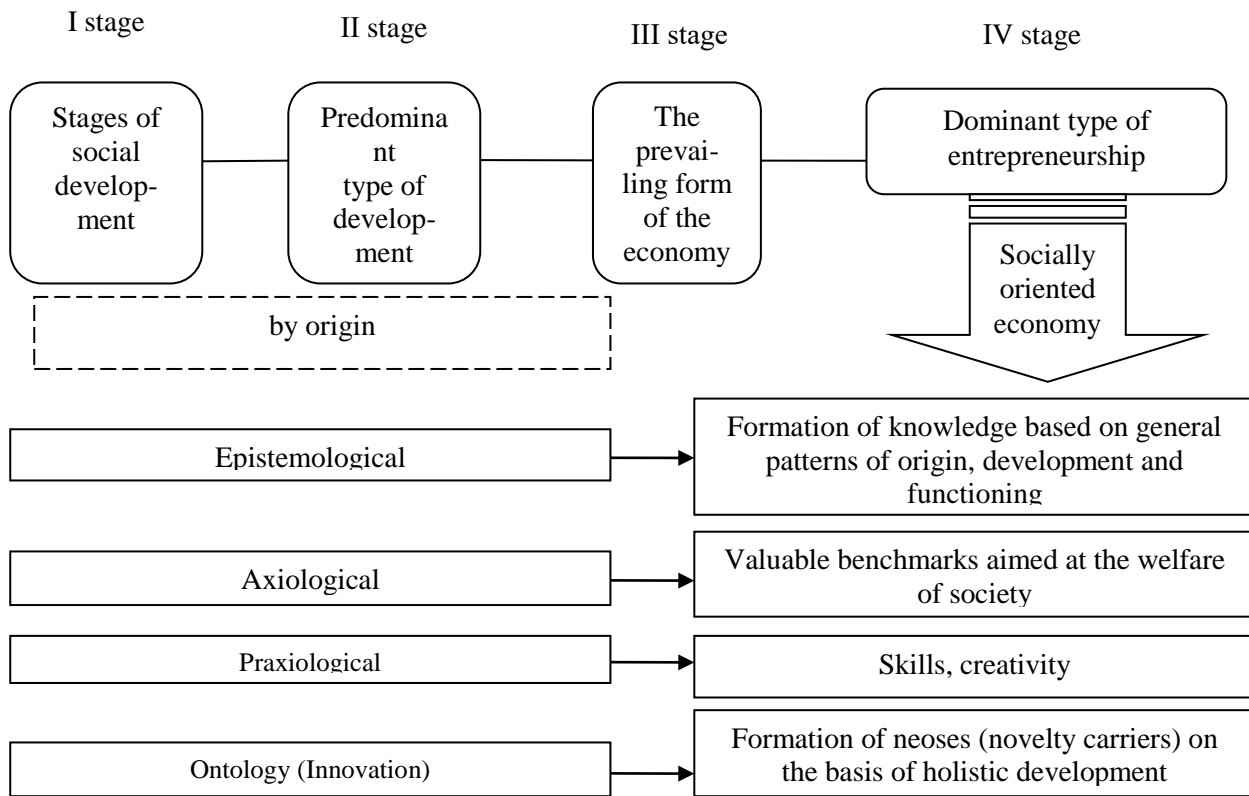 I stage
II stage
III stage
IV stage
Stages of
social
develop-
ment
Predomina
nt
type of
develop-
ment
The
prevai-
ling form
of the
economy
Dominant type of
entrepreneurship
Socially
oriented
economy
by origin
Epistemological
Formation of knowledge based on general
patterns of origin, development and
functioning
Axiological
Valuable benchmarks aimed at the welfare
of society
Praxiological
Skills, creativity
Ontology (Innovation)
Formation of neoses (novelty carriers) on
the basis of holistic development